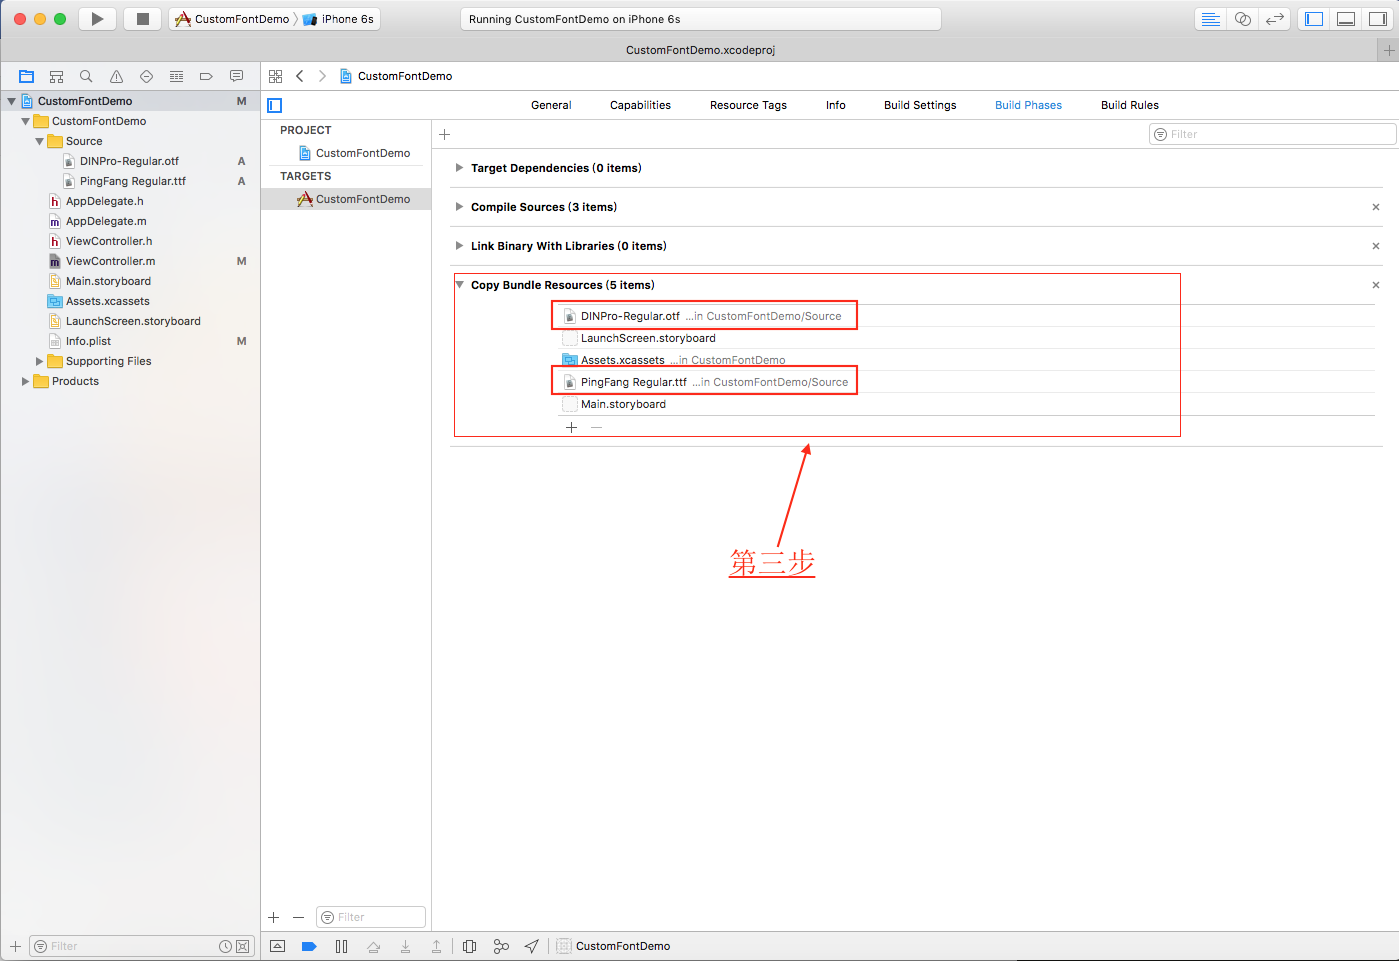 CustomFontDemo
iPhone 6s
Running CustomFontDemo on iPhone 6s
CustomFontDemo.xcodeproj
CustomFontDemo
General
Capabilities
Resource Tags
Info
Build Settings
Build Phases
Build Rules
CustomFontDemo M
CustomFontDemo
Source
DINPro-Regular.otf A
PingFang Regular.ttf A
AppDelegate.h
AppDelegate.m
ViewController.h
ViewController.m M
Main.storyboard
Assets.xcassets
LaunchScreen.storyboard
Info.plist M
Supporting Files
Products
PROJECT
CustomFontDemo
TARGETS
CustomFontDemo
Filter
Target Dependencies (0 items)
Compile Sources (3 items)
Link Binary With Libraries (0 items)
Copy Bundle Resources (5 items)
DINPro-Regular.otf ...in CustomFontDemo/Source
LaunchScreen.storyboard
Assets.xcassets ...in CustomFontDemo
PingFang Regular.ttf ...in CustomFontDemo/Source
Main.storyboard
第三步
Filter
Filter
CustomFontDemo